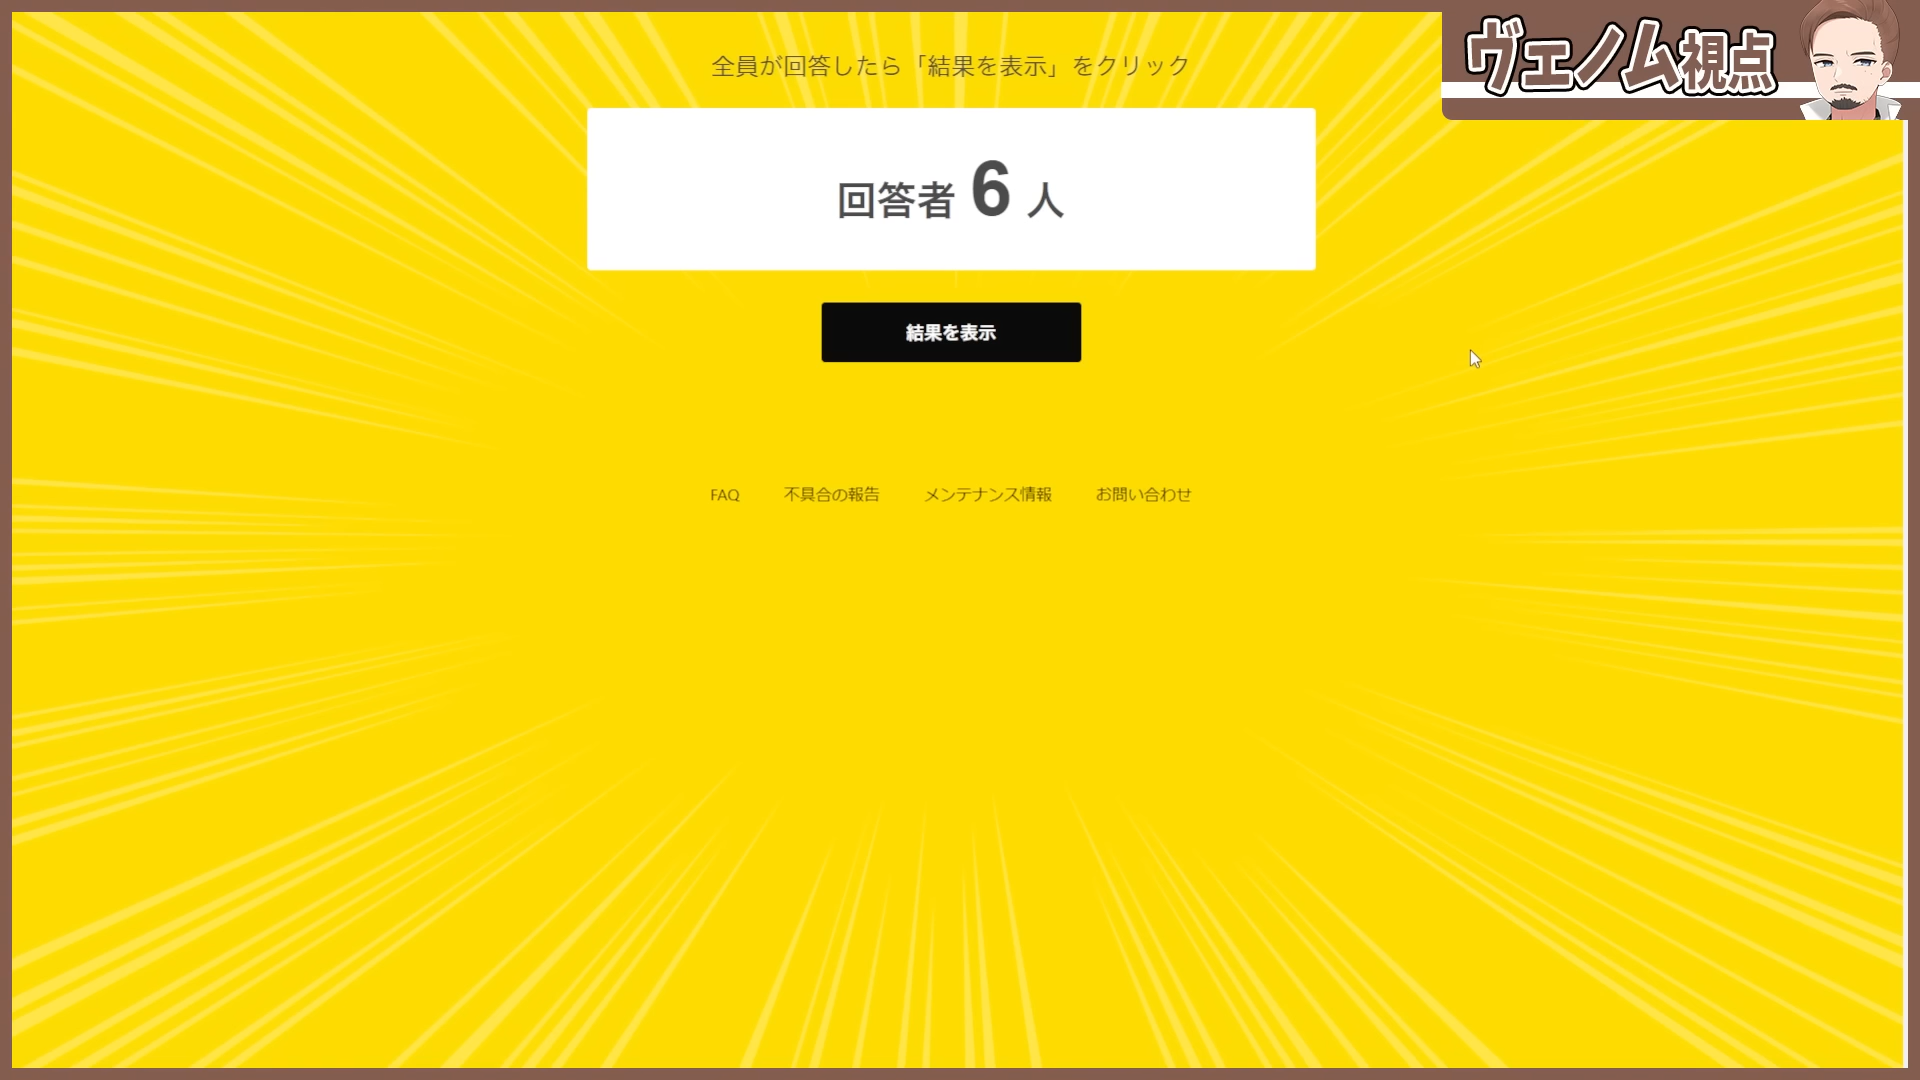 ヴェノム視点
全員が回答したら「結果を表示」をクリック
回答者 6 人
結果を表示
FAQ 不具合の報告 メンテナンス情報 お問い合わせ